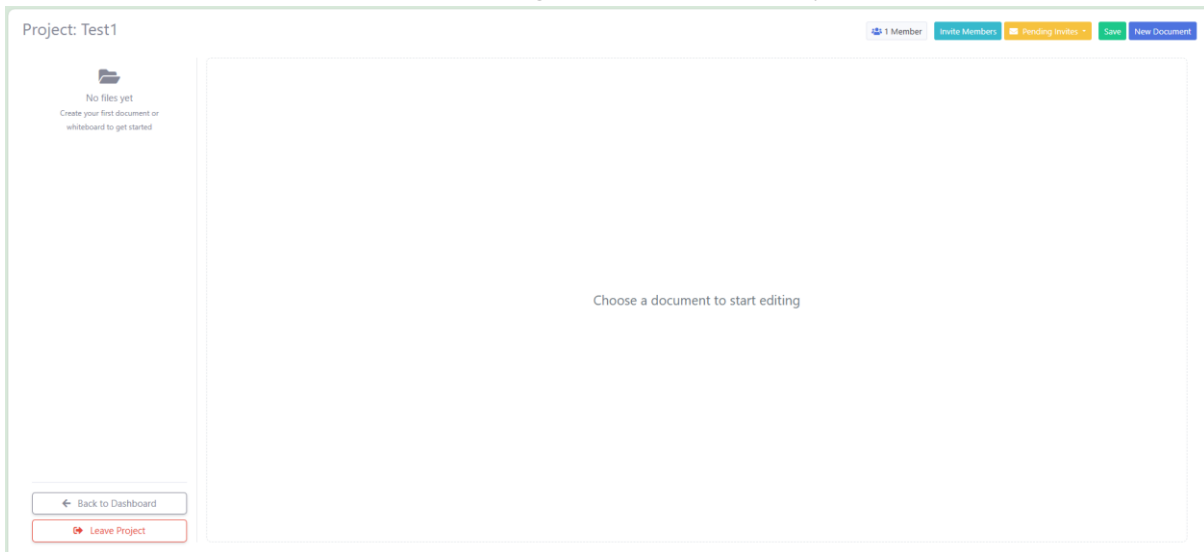 Project: Test1
1 Member
Invite Members
Pending Invites
Save
New Document
No files yet
Create your first document or
whiteboard to get started
Choose a document to start editing
Back to Dashboard
Leave Project